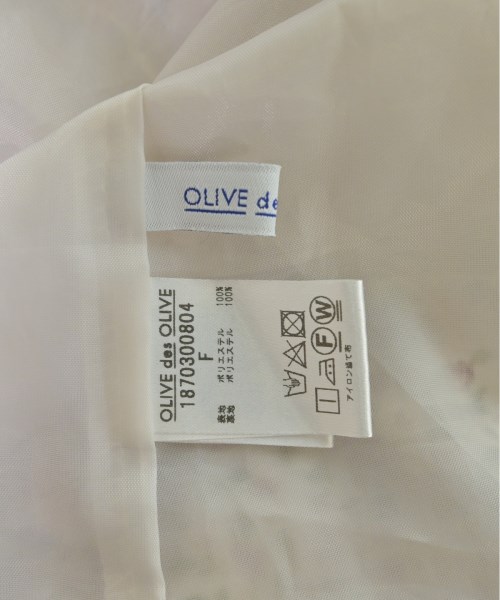 OLIVE de
OLIVE des OLIVE
1870300804
F
表地 ポリエステル 100%
裏地 ポリエステル 100%
F W
アイロン当て布